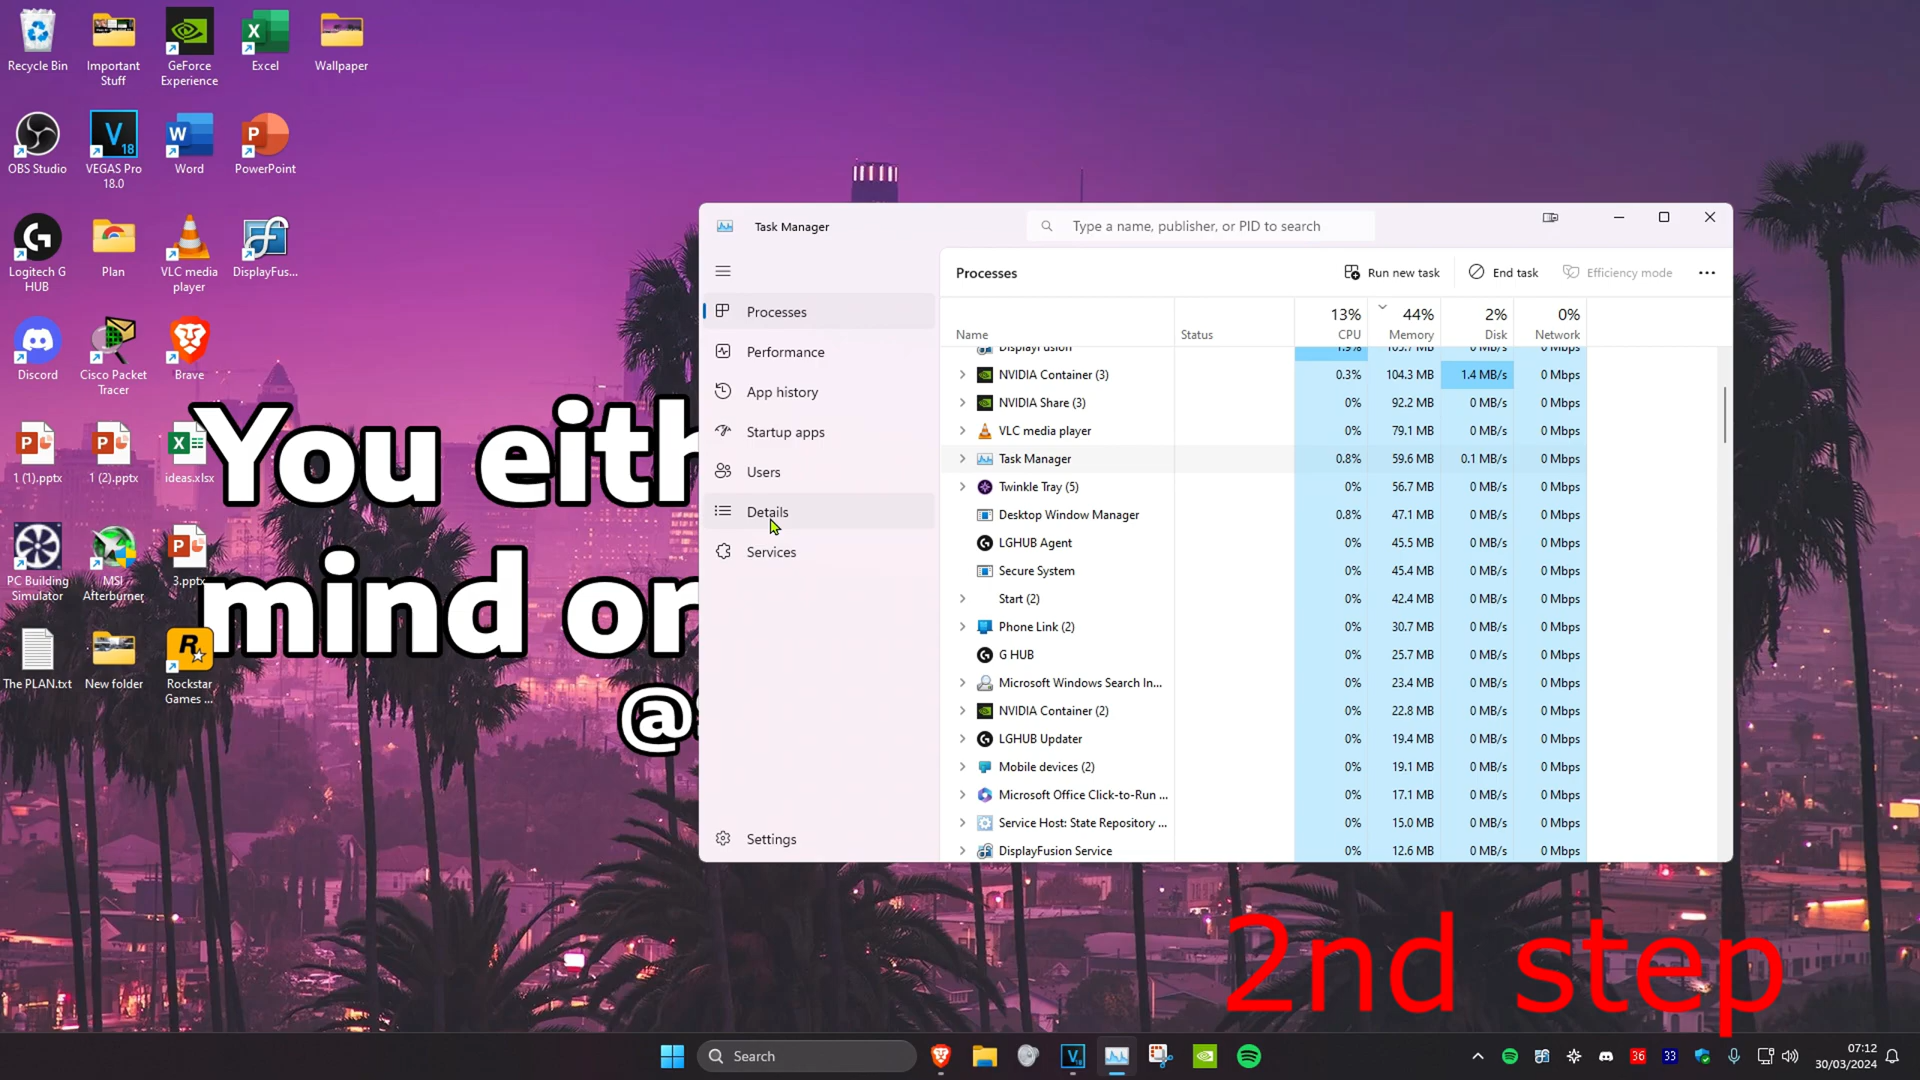 Recycle Bin
Important Stuff
GeForce Experience
Excel
Wallpaper
OBS Studio
VEGAS Pro 18.0
Word
PowerPoint
Logitech G HUB
Plan
VLC media player
DisplayFus...
Discord
Cisco Packet Tracer
Brave
1 (1).pptx
1 (2).pptx
ideas.xlsx
PC Building Simulator
MSI Afterburner
3.pptx
The PLAN.txt
New folder
Rockstar Games ...
You eith
mind or
Task Manager
Type a name, publisher, or PID to search
Processes
Performance
App history
Startup apps
Users
Details
Services
Settings
Processes
Run new task
End task
Efficiency mode
13% 44% 2% 0%
Name Status CPU Memory Disk Network
DisplayFusion 1.9% 105.7 MB 0 MB/s 0 Mbps
NVIDIA Container (3) 0.3% 104.3 MB 1.4 MB/s 0 Mbps
NVIDIA Share (3) 0% 92.2 MB 0 MB/s 0 Mbps
VLC media player 0% 79.1 MB 0 MB/s 0 Mbps
Task Manager 0.8% 59.6 MB 0.1 MB/s 0 Mbps
Twinkle Tray (5) 0% 56.7 MB 0 MB/s 0 Mbps
Desktop Window Manager 0.8% 47.1 MB 0 MB/s 0 Mbps
LGHUB Agent 0% 45.5 MB 0 MB/s 0 Mbps
Secure System 0% 45.4 MB 0 MB/s 0 Mbps
Start (2) 0% 42.4 MB 0 MB/s 0 Mbps
Phone Link (2) 0% 30.7 MB 0 MB/s 0 Mbps
G HUB 0% 25.7 MB 0 MB/s 0 Mbps
Microsoft Windows Search In... 0% 23.4 MB 0 MB/s 0 Mbps
NVIDIA Container (2) 0% 22.8 MB 0 MB/s 0 Mbps
LGHUB Updater 0% 19.4 MB 0 MB/s 0 Mbps
Mobile devices (2) 0% 19.1 MB 0 MB/s 0 Mbps
Microsoft Office Click-to-Run ... 0% 17.1 MB 0 MB/s 0 Mbps
Service Host: State Repository ... 0% 15.0 MB 0 MB/s 0 Mbps
DisplayFusion Service 0% 12.6 MB 0 MB/s 0 Mbps
2nd step
Search
36
33
07:12
30/03/2024